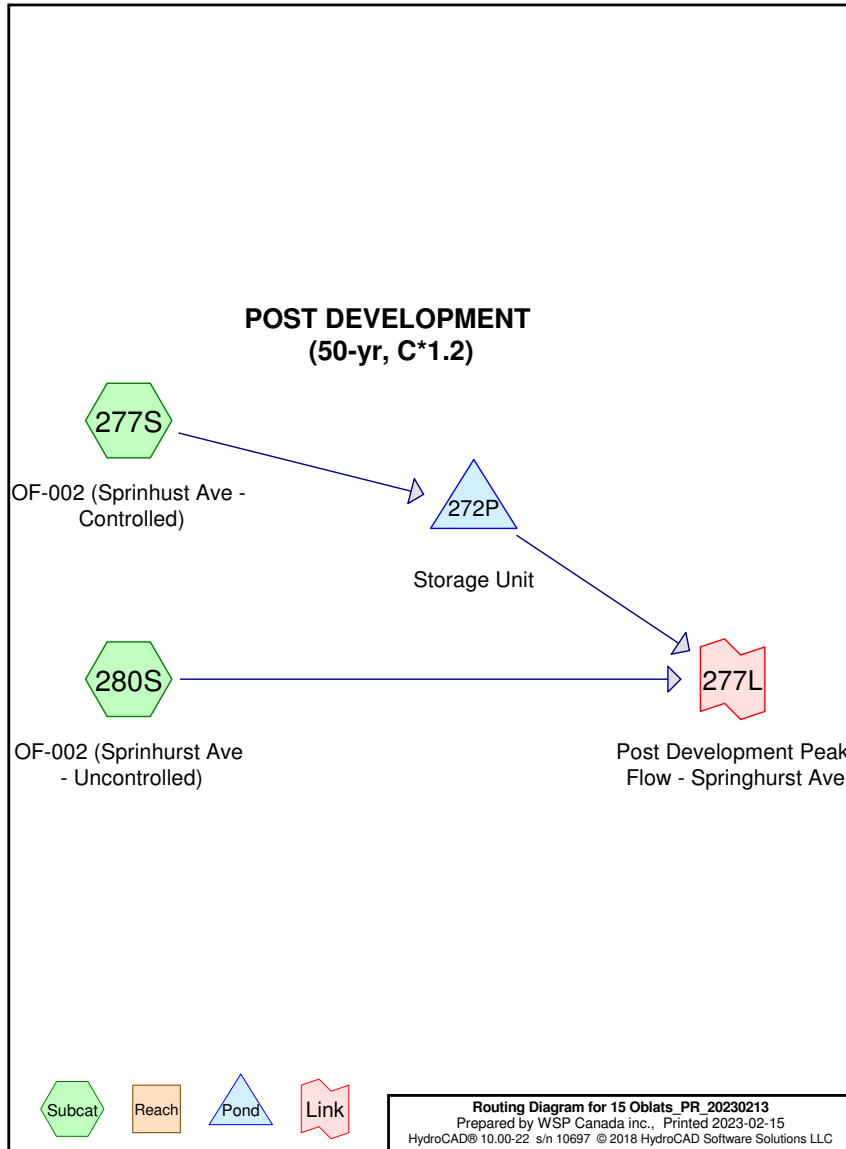 POST DEVELOPMENT
(50-yr, C*1.2)
277S
OF-002 (Sprinhust Ave -
Controlled)
272P
Storage Unit
280S
OF-002 (Sprinhurst Ave
- Uncontrolled)
277L
Post Development Peak
Flow - Springhurst Ave
Subcat
Reach
Pond
Link
Routing Diagram for 15 Oblats_PR_20230213
Prepared by WSP Canada inc., Printed 2023-02-15
HydroCAD® 10.00-22 s/n 10697 © 2018 HydroCAD Software Solutions LLC